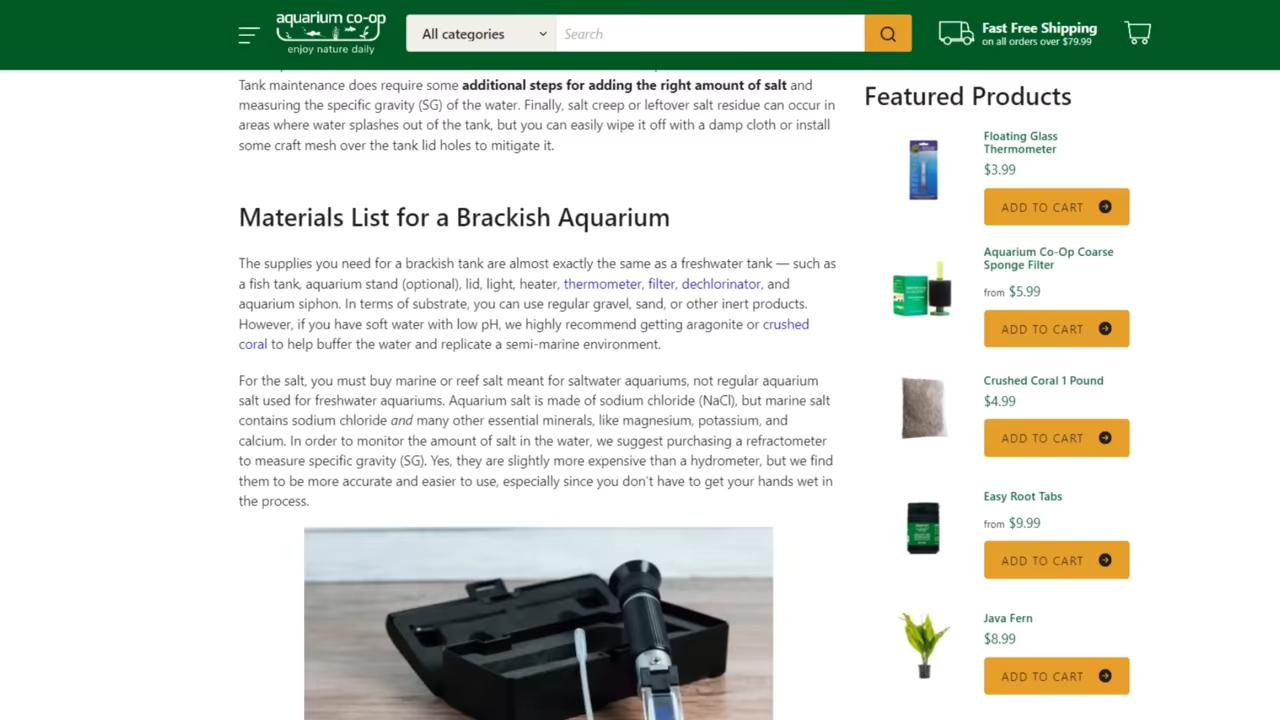 aquarium co-op
enjoy nature daily
All categories
Search
Fast Free Shipping
on all orders over $79.99
Tank maintenance does require some additional steps for adding the right amount of salt and
measuring the specific gravity (SG) of the water. Finally, salt creep or leftover salt residue can occur in
areas where water splashes out of the tank, but you can easily wipe it off with a damp cloth or install
some craft mesh over the tank lid holes to mitigate it.
Materials List for a Brackish Aquarium
The supplies you need for a brackish tank are almost exactly the same as a freshwater tank — such as
a fish tank, aquarium stand (optional), lid, light, heater, thermometer, filter, dechlorinator, and
aquarium siphon. In terms of substrate, you can use regular gravel, sand, or other inert products.
However, if you have soft water with low pH, we highly recommend getting aragonite or crushed
coral to help buffer the water and replicate a semi-marine environment.
For the salt, you must buy marine or reef salt meant for saltwater aquariums, not regular aquarium
salt used for freshwater aquariums. Aquarium salt is made of sodium chloride (NaCl), but marine salt
contains sodium chloride and many other essential minerals, like magnesium, potassium, and
calcium. In order to monitor the amount of salt in the water, we suggest purchasing a refractometer
to measure specific gravity (SG). Yes, they are slightly more expensive than a hydrometer, but we find
them to be more accurate and easier to use, especially since you don't have to get your hands wet in
the process.
Featured Products
Floating Glass
Thermometer
$3.99
ADD TO CART
Aquarium Co-Op Coarse
Sponge Filter
from $5.99
ADD TO CART
Crushed Coral 1 Pound
$4.99
ADD TO CART
Easy Root Tabs
from $9.99
ADD TO CART
Java Fern
$8.99
ADD TO CART